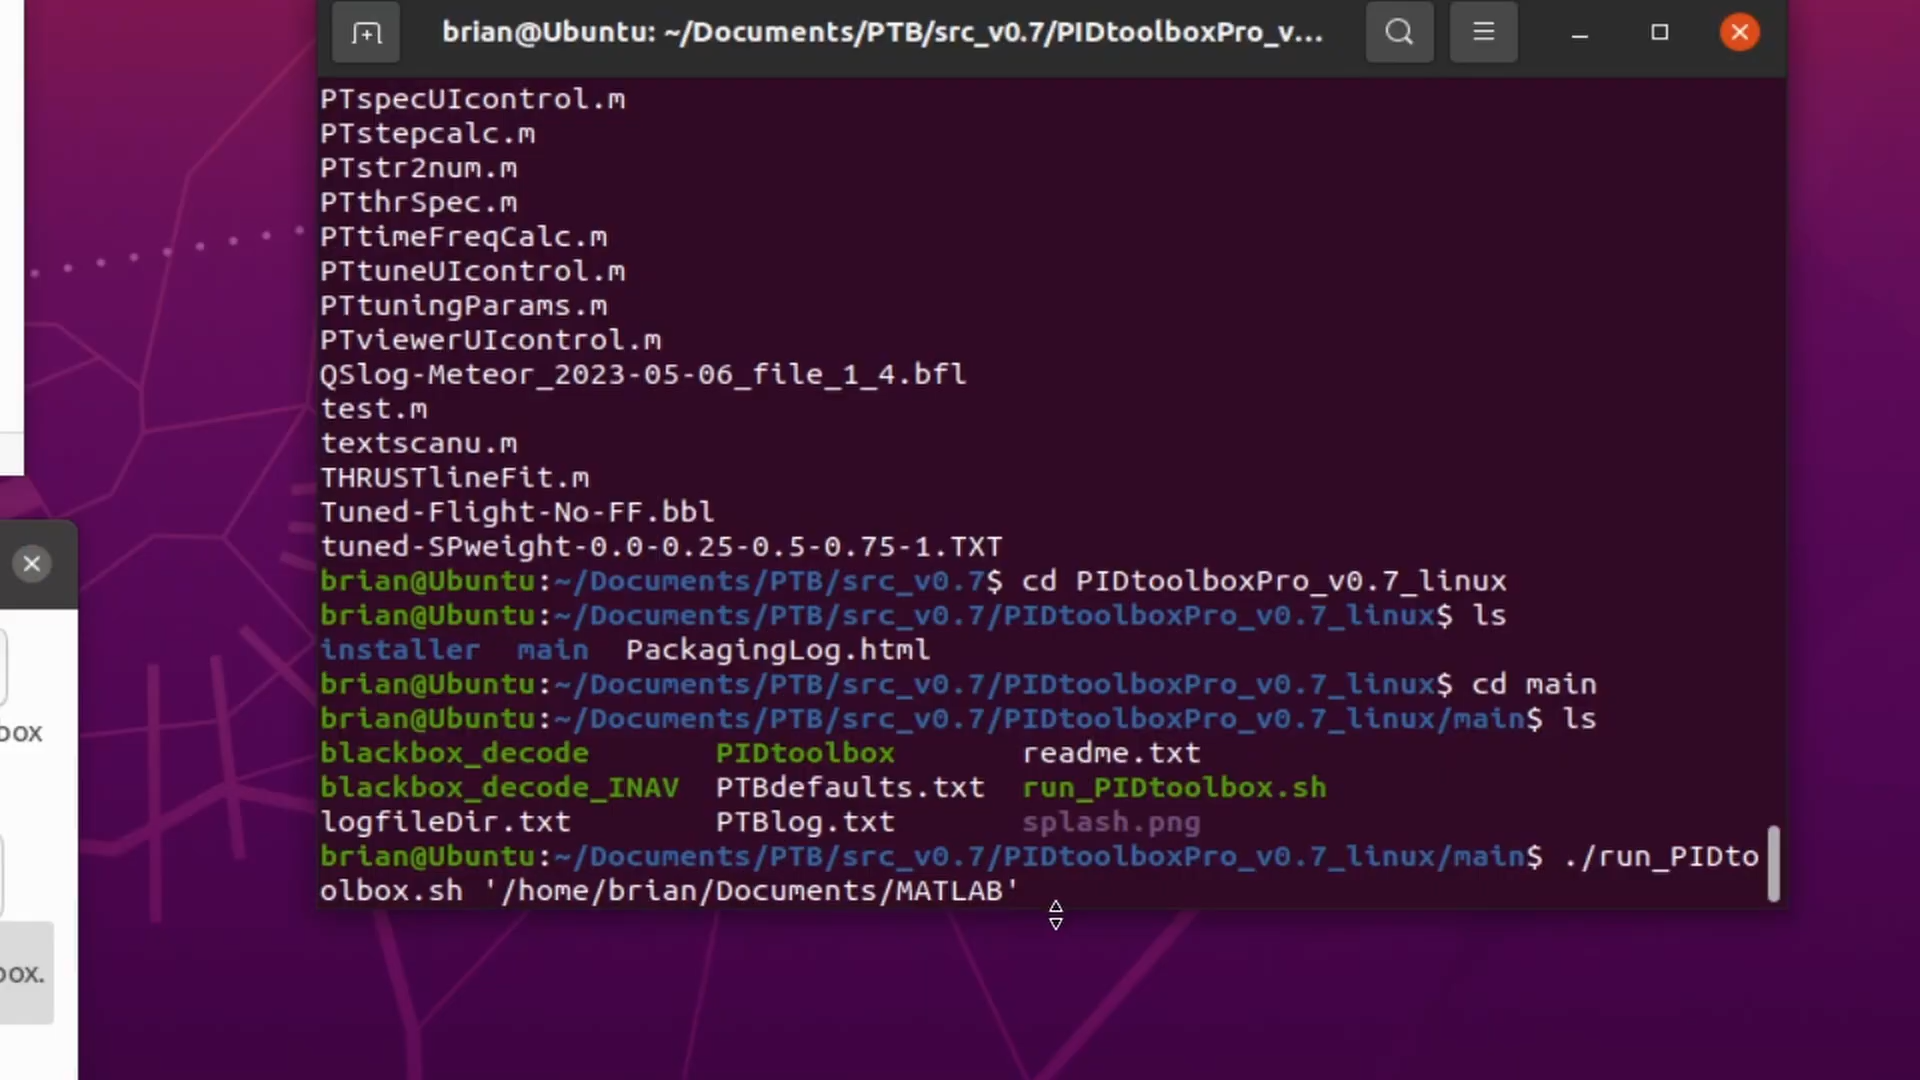 brian@Ubuntu: ~/Documents/PTB/src_v0.7/PIDtoolboxPro_v...
PTspecUIcontrol.m
PTstepcalc.m
PTstr2num.m
PTthrSpec.m
PTtimeFreqCalc.m
PTtuneUIcontrol.m
PTtuningParams.m
PTviewerUIcontrol.m
QSlog-Meteor_2023-05-06_file_1_4.bfl
test.m
textscanu.m
THRUSTlineFit.m
Tuned-Flight-No-FF.bbl
tuned-SPweight-0.0-0.25-0.5-0.75-1.TXT
brian@Ubuntu:~/Documents/PTB/src_v0.7$ cd PIDtoolboxPro_v0.7_linux
brian@Ubuntu:~/Documents/PTB/src_v0.7/PIDtoolboxPro_v0.7_linux$ ls
installer main PackagingLog.html
brian@Ubuntu:~/Documents/PTB/src_v0.7/PIDtoolboxPro_v0.7_linux$ cd main
brian@Ubuntu:~/Documents/PTB/src_v0.7/PIDtoolboxPro_v0.7_linux/main$ ls
blackbox_decode PIDtoolbox readme.txt
blackbox_decode_INAV PTBdefaults.txt run_PIDtoolbox.sh
logfileDir.txt PTBlog.txt splash.png
brian@Ubuntu:~/Documents/PTB/src_v0.7/PIDtoolboxPro_v0.7_linux/main$ ./run_PIDto
olbox.sh '/home/brian/Documents/MATLAB'